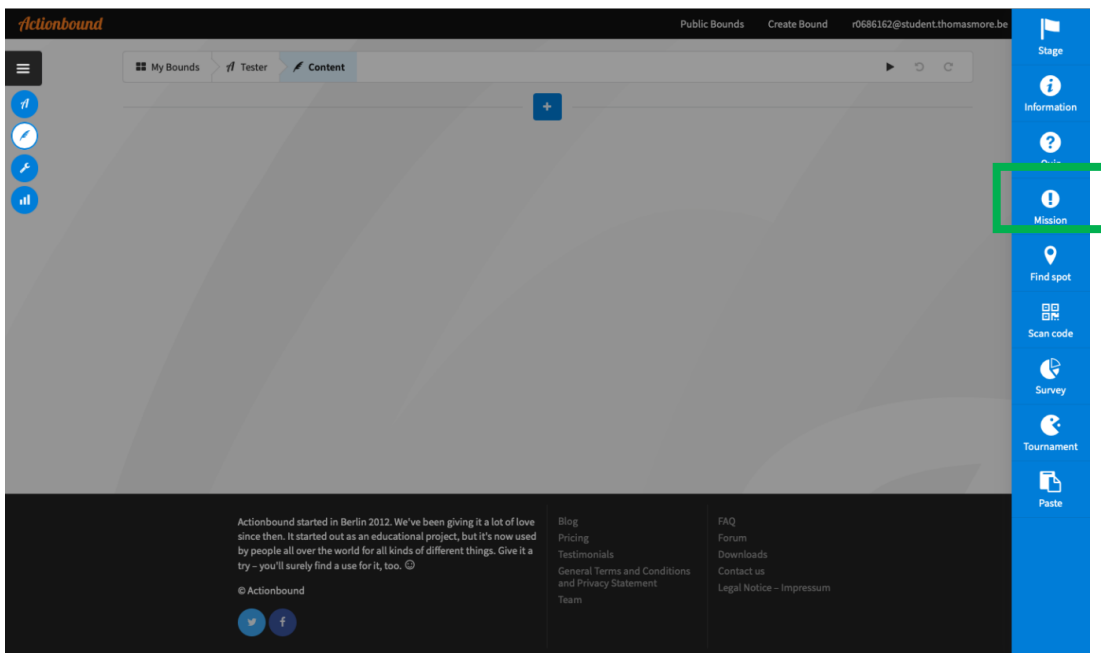 Actionbound
Public Bounds
Create Bound
r0686162@student.thomasmore.be
My Bounds
Tester
Content
Stage
Information
Quiz
Mission
Find spot
Scan code
Survey
Tournament
Paste
Actionbound started in Berlin 2012. We've been giving it a lot of love
since then. It started out as an educational project, but it's now used
by people all over the world for all kinds of different things. Give it a
try – you'll surely find a use for it, too. ☺
© Actionbound
Blog
Pricing
Testimonials
General Terms and Conditions
and Privacy Statement
Team
FAQ
Forum
Downloads
Contact us
Legal Notice – Impressum